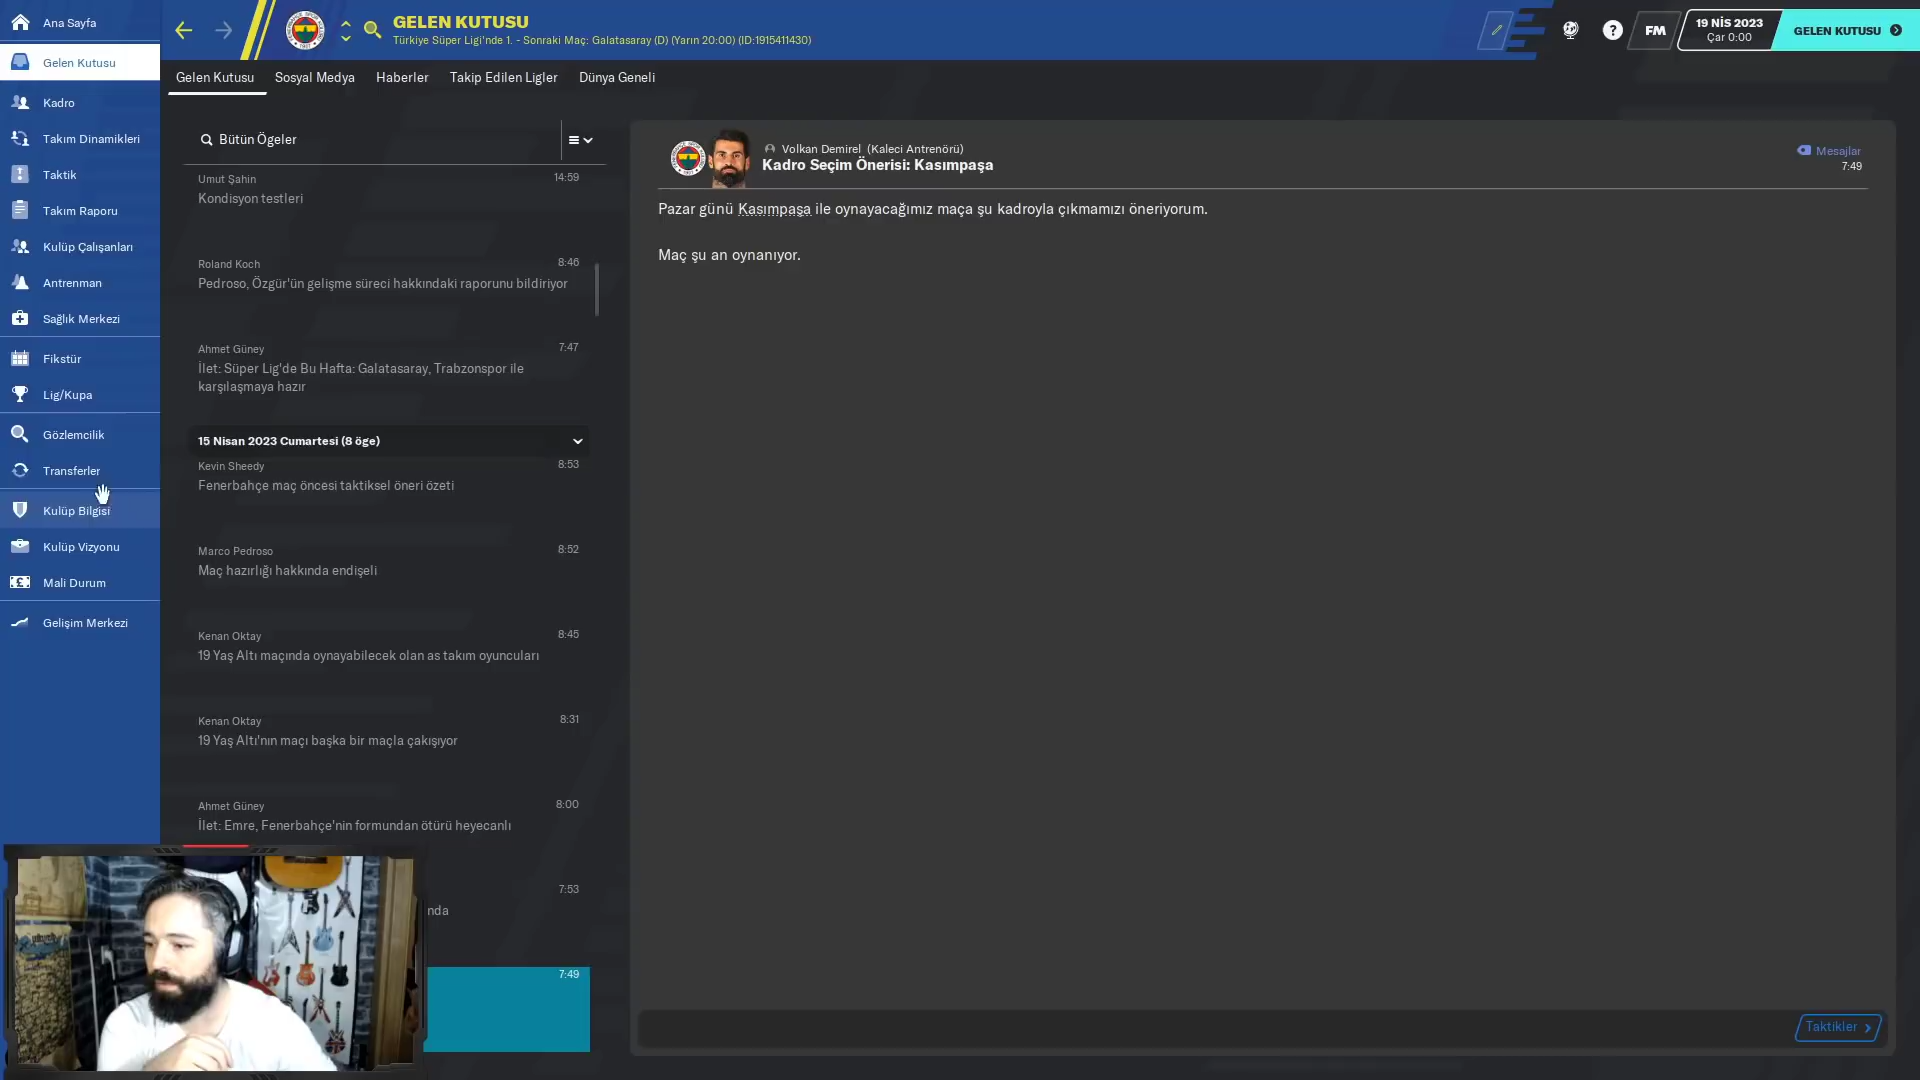 Ana Sayfa
Gelen Kutusu
Kadro
Takım Dinamikleri
Taktik
Takım Raporu
Kulüp Çalışanları
Antrenman
Sağlık Merkezi
Fikstür
Lig/Kupa
Gözlemcilik
Transferler
Kulüp Bilgisi
Kulüp Vizyonu
Mali Durum
Gelişim Merkezi
GELEN KUTUSU
Türkiye Süper Ligi'nde 1. - Sonraki Maç: Galatasaray (D) (Yarın 20:00) (ID:1915411430)
?
FM
19 NİS 2023
Çar 0:00
GELEN KUTUSU
Gelen Kutusu
Sosyal Medya
Haberler
Takip Edilen Ligler
Dünya Geneli
Bütün Ögeler
Umut Şahin
14:59
Kondisyon testleri
Roland Koch
8:46
Pedroso, Özgür'ün gelişme süreci hakkındaki raporunu bildiriyor
Ahmet Güney
7:47
İlet: Süper Lig'de Bu Hafta: Galatasaray, Trabzonspor ile
karşılaşmaya hazır
15 Nisan 2023 Cumartesi (8 öge)
Kevin Sheedy
8:53
Fenerbahçe maç öncesi taktiksel öneri özeti
Marco Pedroso
8:52
Maç hazırlığı hakkında endişeli
Kenan Oktay
8:45
19 Yaş Altı maçında oynayabilecek olan as takım oyuncuları
Kenan Oktay
8:31
19 Yaş Altı'nın maçı başka bir maçla çakışıyor
Ahmet Güney
8:00
İlet: Emre, Fenerbahçe'nin formundan ötürü heyecanlı
7:53
nda
7:49
Volkan Demirel (Kaleci Antrenörü)
Kadro Seçim Önerisi: Kasımpaşa
Mesajlar
7:49
Pazar günü Kasımpaşa ile oynayacağımız maça şu kadroyla çıkmamızı öneriyorum.
Maç şu an oynanıyor.
Taktikler